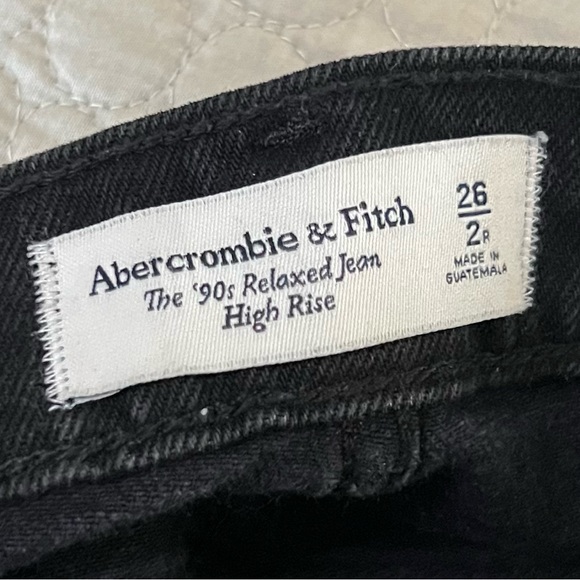 Abercrombie & Fitch
The '90s Relaxed Jean
High Rise
26
2R
MADE IN
GUATEMALA